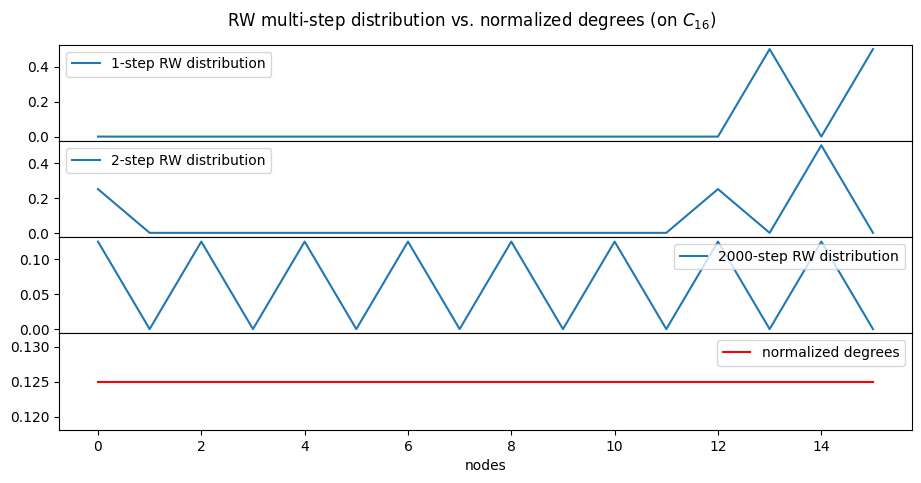 RW multi-step distribution vs. normalized degrees (on $C_{16}$)
0.4
0.2
0.0
1-step RW distribution
0.4
0.2
0.0
2-step RW distribution
0.10
0.05
0.00
2000-step RW distribution
0.130
0.125
0.120
normalized degrees
0 2 4 6 8 10 12 14
nodes